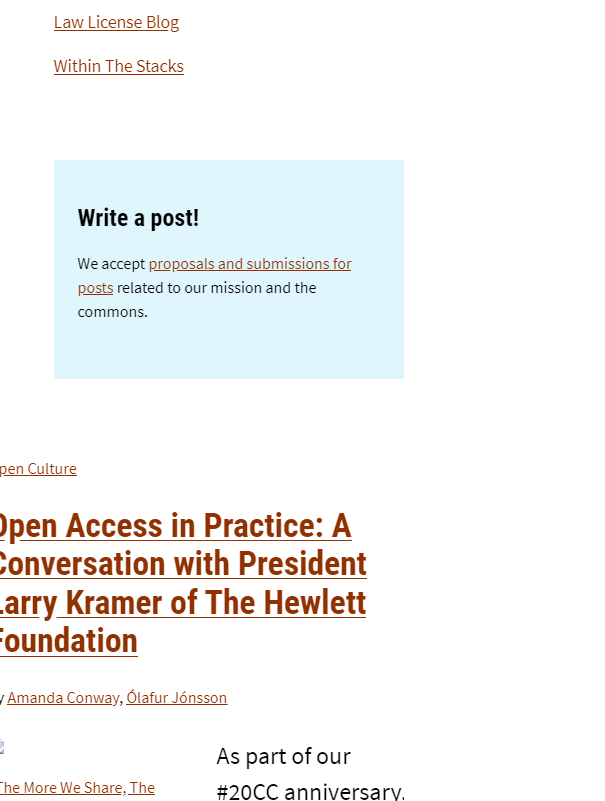 Law License Blog
Within The Stacks
Write a post!
We accept proposals and submissions for
posts related to our mission and the
commons.
pen Culture
Open Access in Practice: A
Conversation with President
Larry Kramer of The Hewlett
Foundation
y Amanda Conway, Ólafur Jónsson
As part of our
The More We Share, The
#20CC anniversary,